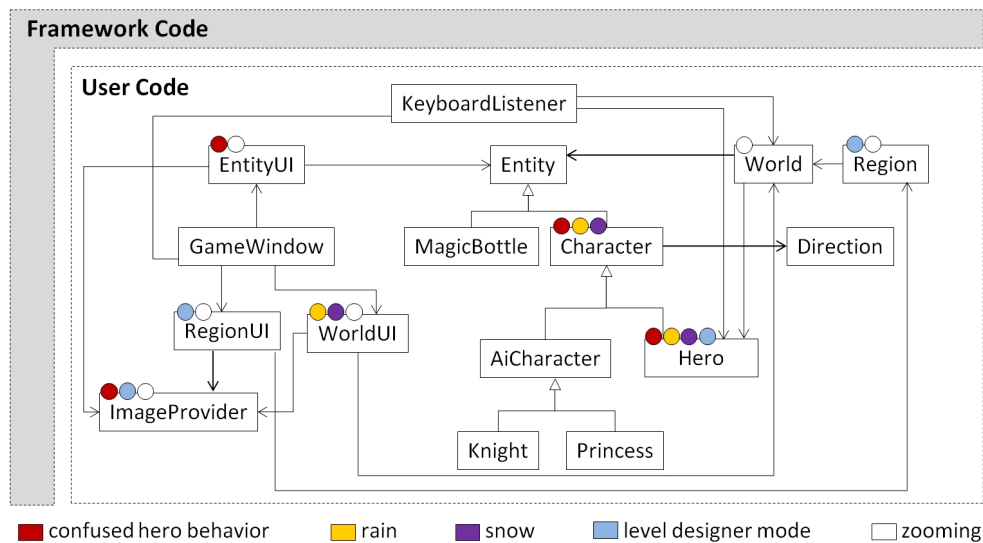 Framework Code
User Code
KeyboardListener
EntityUI
Entity
World
Region
GameWindow
MagicBottle
Character
Direction
RegionUI
WorldUI
AiCharacter
Hero
ImageProvider
Knight
Princess
confused hero behavior
rain
snow
level designer mode
zooming